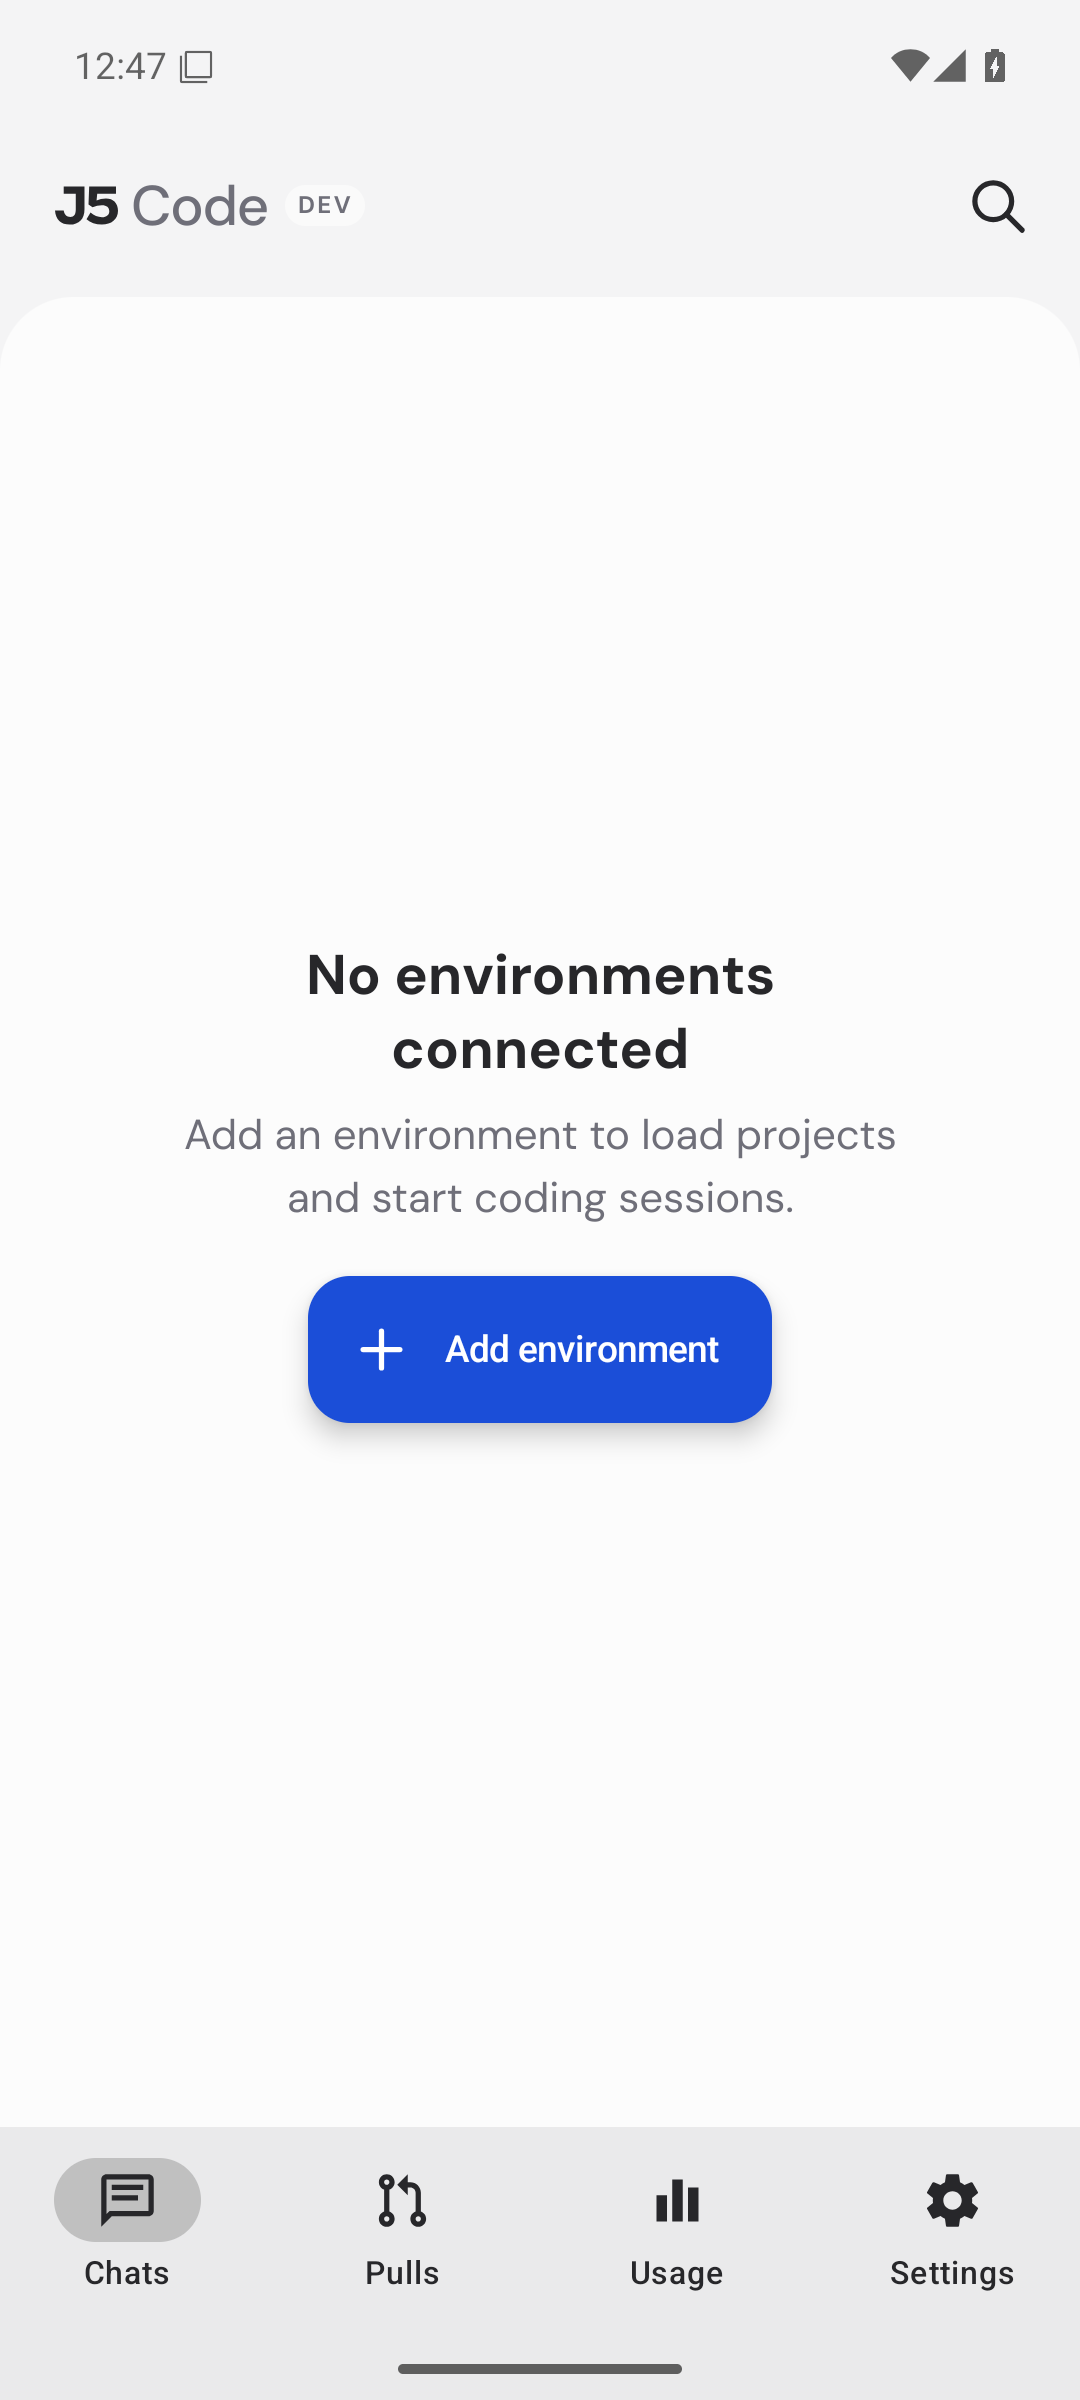 12:47
J5 Code DEV
No environments
connected
Add an environment to load projects
and start coding sessions.
Add environment
Chats
Pulls
Usage
Settings